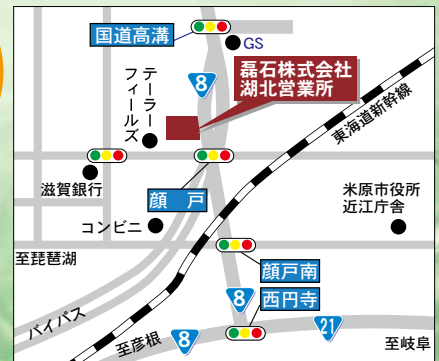 国道高溝
GS
磊石株式会社
湖北営業所
テーラー
フィールズ
8
東海道新幹線
滋賀銀行
顔戸
コンビニ
米原市役所
近江庁舎
至琵琶湖
顔戸南
8
西円寺
バイパス
至彦根
8
21
至岐阜